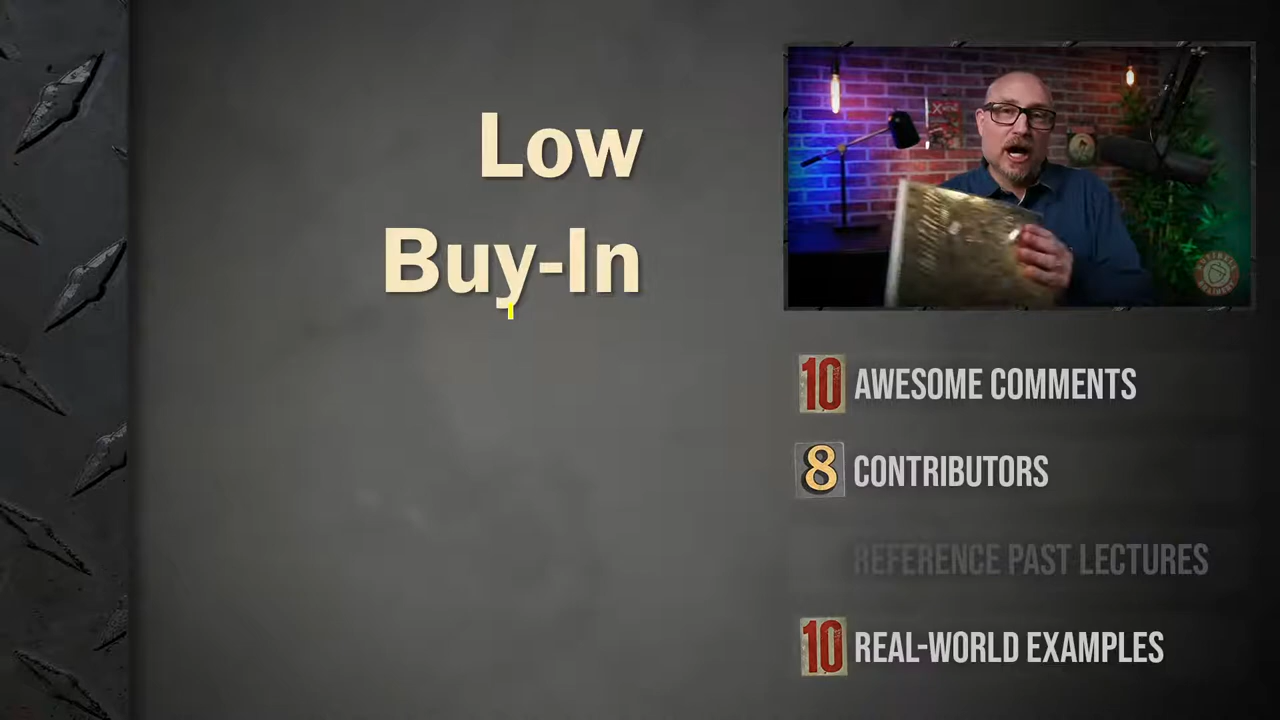 Low
Buy-In
10 AWESOME COMMENTS
8 CONTRIBUTORS
REFERENCE PAST LECTURES
10 REAL-WORLD EXAMPLES